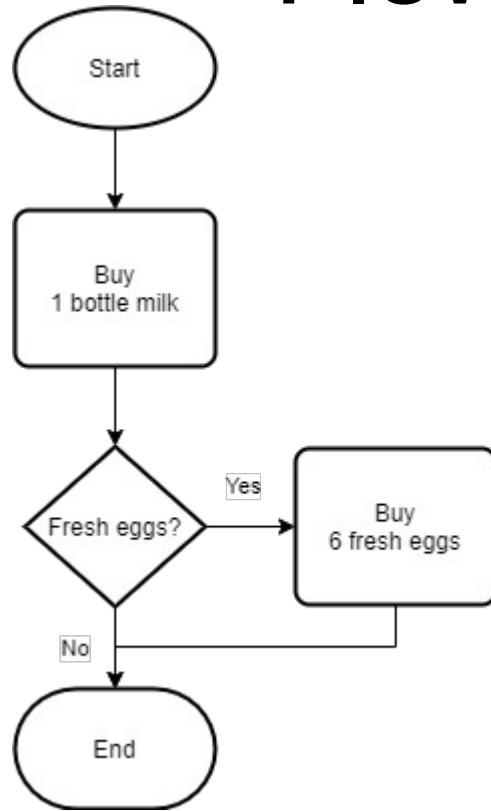 Start
Buy
1 bottle milk
Fresh eggs?
Yes
Buy
6 fresh eggs
No
End